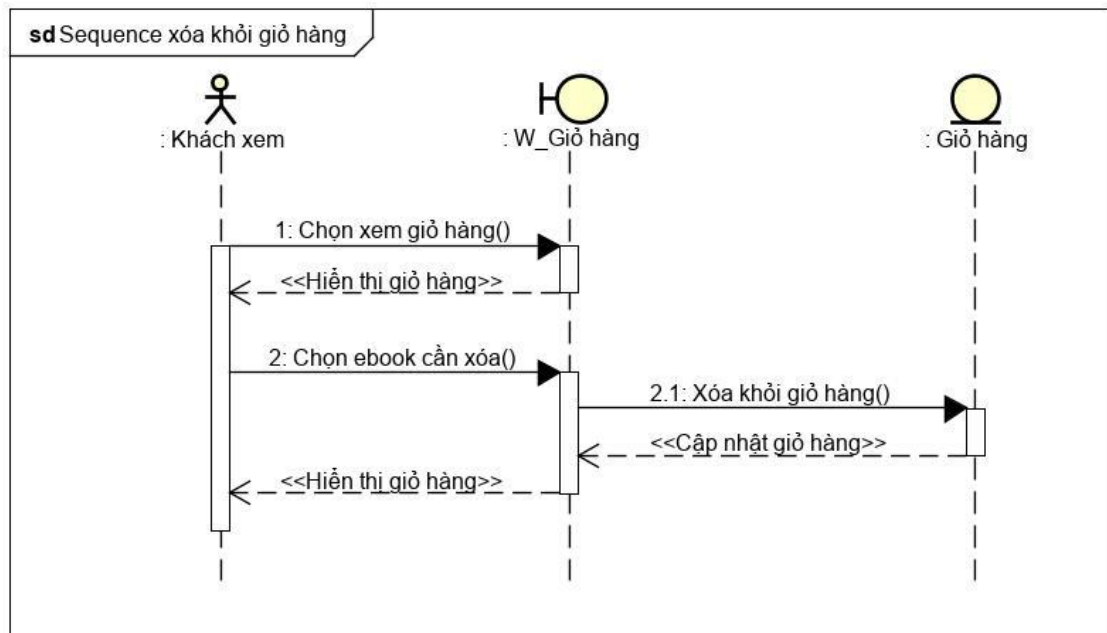 sd Sequence xóa khỏi giỏ hàng
: Khách xem
: W_Giỏ hàng
: Giỏ hàng
1: Chọn xem giỏ hàng()
<<Hiển thị giỏ hàng>>
2: Chọn ebook cần xóa()
2.1: Xóa khỏi giỏ hàng()
<<Cập nhật giỏ hàng>>
<<Hiển thị giỏ hàng>>